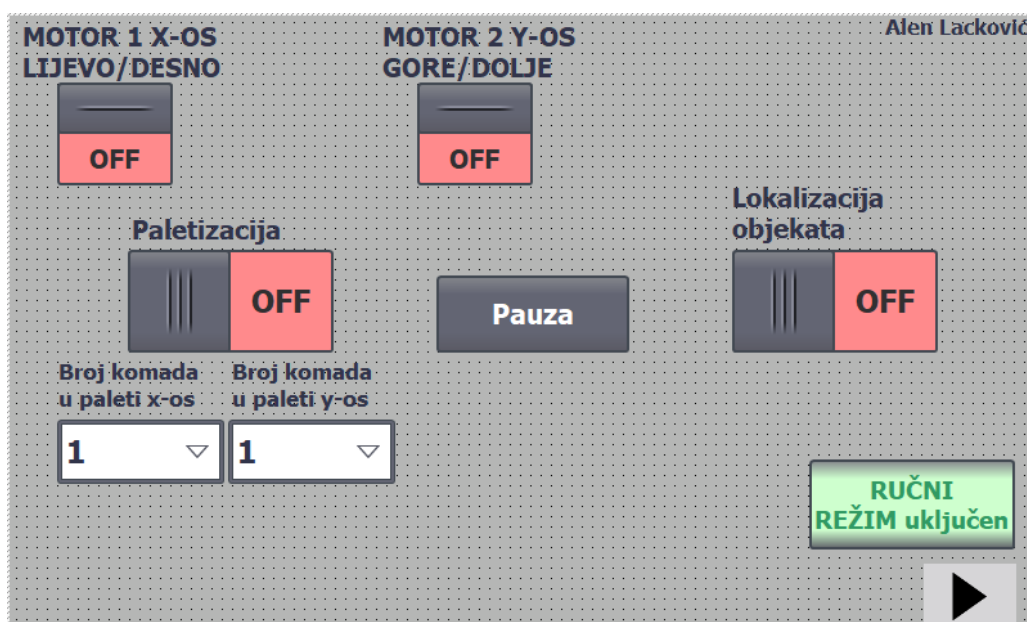 MOTOR 1 X-OS
LIJEVO/DESNO
OFF
MOTOR 2 Y-OS
GORE/DOLJE
OFF
Alen Lacković
Paletizacija
OFF
Pauza
Lokalizacija
objekata
OFF
Broj komada
u paleti x-os
1
Broj komada
u paleti y-os
1
RUČNI
REŽIM uključen